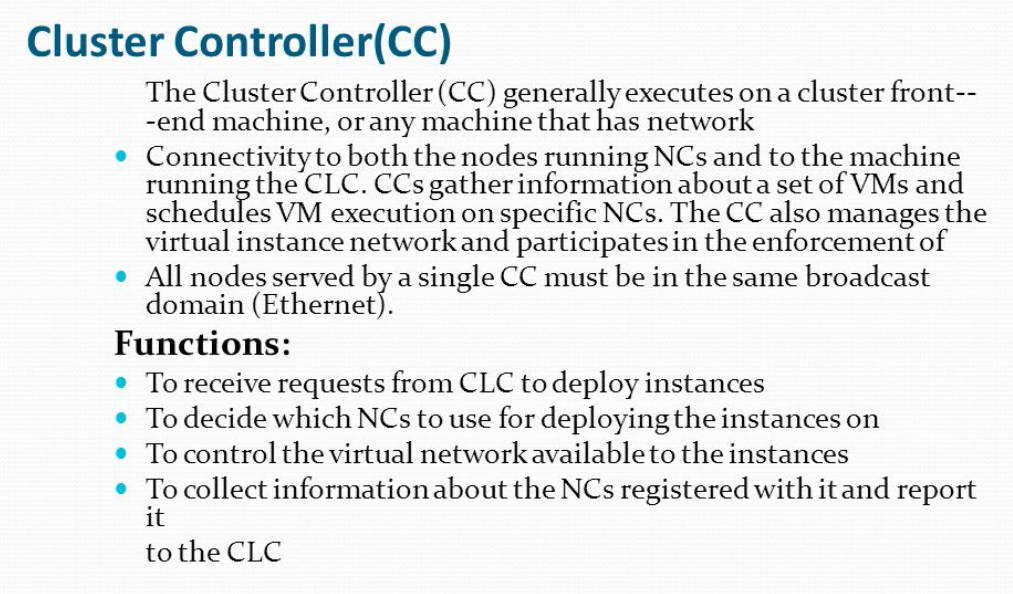 Cluster Controller(CC)
The Cluster Controller (CC) generally executes on a cluster front--
-end machine, or any machine that has network
Connectivity to both the nodes running NCs and to the machine
running the CLC. CCs gather information about a set of VMs and
schedules VM execution on specific NCs. The CC also manages the
virtual instance network and participates in the enforcement of
All nodes served by a single CC must be in the same broadcast
domain (Ethernet).
Functions:
To receive requests from CLC to deploy instances
To decide which NCs to use for deploying the instances on
To control the virtual network available to the instances
To collect information about the NCs registered with it and report
it
to the CLC